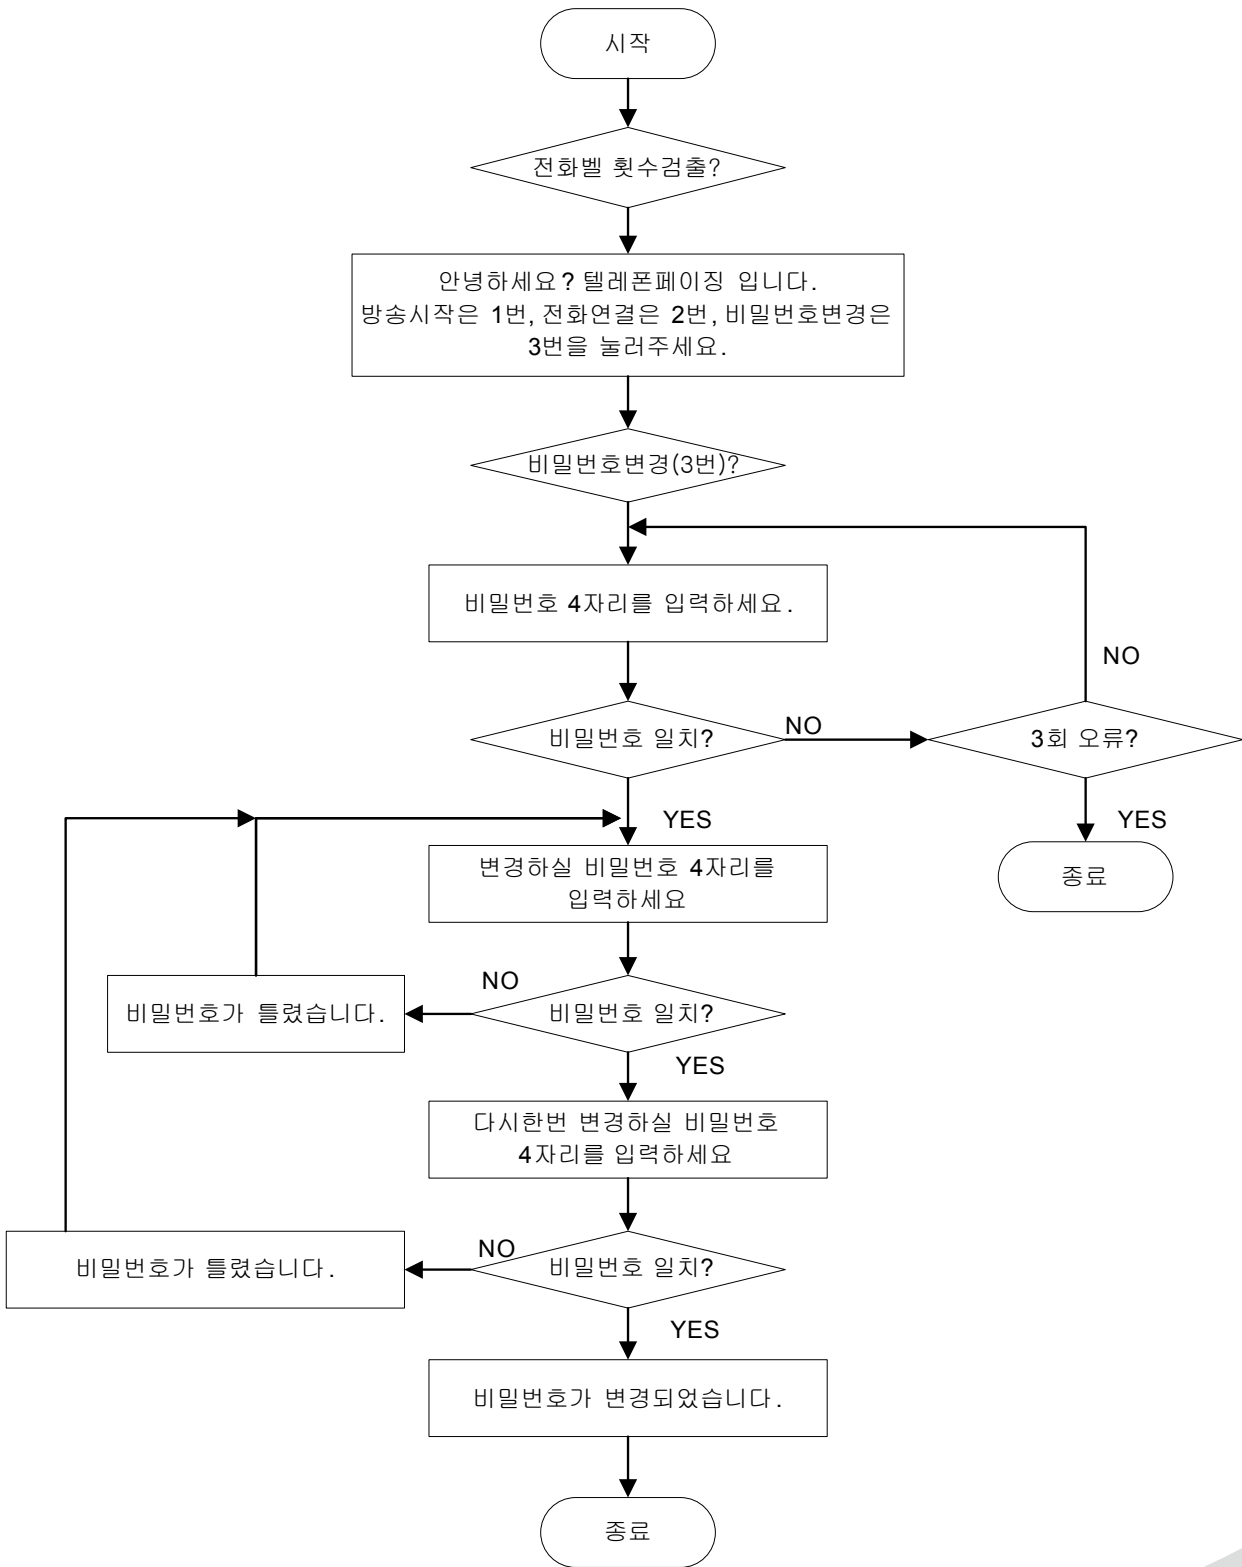 시작
전화벨 횟수검출?
안녕하세요? 텔레폰페이징 입니다.
방송시작은 1번, 전화연결은 2번, 비밀번호변경은
3번을 눌러주세요.
비밀번호변경(3번)?
비밀번호 4자리를 입력하세요.
NO
비밀번호 일치?
NO
3회 오류?
YES
YES
변경하실 비밀번호 4자리를
입력하세요
종료
NO
비밀번호가 틀렸습니다.
비밀번호 일치?
YES
다시한번 변경하실 비밀번호
4자리를 입력하세요
NO
비밀번호가 틀렸습니다.
비밀번호 일치?
YES
비밀번호가 변경되었습니다.
종료